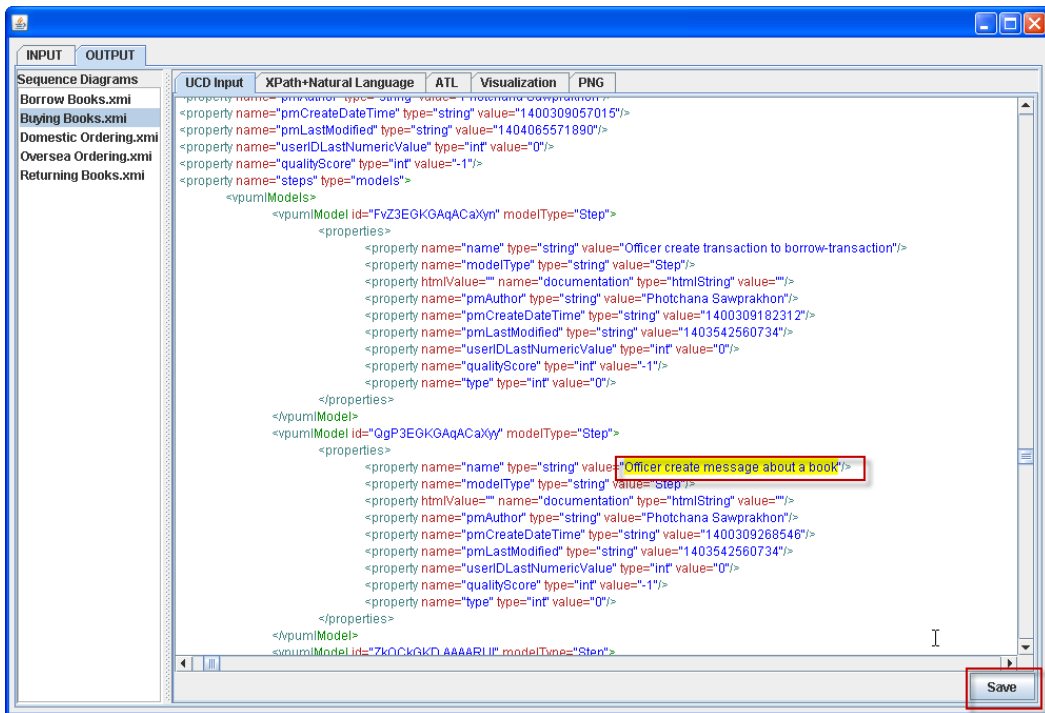 INPUT OUTPUT
Sequence Diagrams
Borrow Books.xmi
Buying Books.xmi
Domestic Ordering.xmi
Oversea Ordering.xmi
Returning Books.xmi
UCD Input XPath+Natural Language ATL Visualization PNG
<property name="pmAuthor" type="string" value="Photchana Sawprakhon"/>
<property name="pmCreateDateTime" type="string" value="1400309057015"/>
<property name="pmLastModified" type="string" value="1404065571890"/>
<property name="userIDLastNumericValue" type="int" value="0"/>
<property name="qualityScore" type="int" value="-1"/>
<property name="steps" type="models">
<vpumlModels>
<vpumlModel id="FvZ3EGKGAqACaXyn" modelType="Step">
<properties>
<property name="name" type="string" value="Officer create transaction to borrow-transaction"/>
<property name="modelType" type="string" value="Step"/>
<property htmlValue="" name="documentation" type="htmlString" value=""/>
<property name="pmAuthor" type="string" value="Photchana Sawprakhon"/>
<property name="pmCreateDateTime" type="string" value="1400309182312"/>
<property name="pmLastModified" type="string" value="1403542560734"/>
<property name="userIDLastNumericValue" type="int" value="0"/>
<property name="qualityScore" type="int" value="-1"/>
<property name="type" type="int" value="0"/>
</properties>
</vpumlModel>
<vpumlModel id="QgP3EGKGAqACaXyy" modelType="Step">
<properties>
<property name="name" type="string" value="Officer create message about a book"/>
<property name="modelType" type="string" value="Step"/>
<property htmlValue="" name="documentation" type="htmlString" value=""/>
<property name="pmAuthor" type="string" value="Photchana Sawprakhon"/>
<property name="pmCreateDateTime" type="string" value="1400309268546"/>
<property name="pmLastModified" type="string" value="1403542560734"/>
<property name="userIDLastNumericValue" type="int" value="0"/>
<property name="qualityScore" type="int" value="-1"/>
<property name="type" type="int" value="0"/>
</properties>
</vpumlModel>
<vpumlModel modelType="Step">
Save